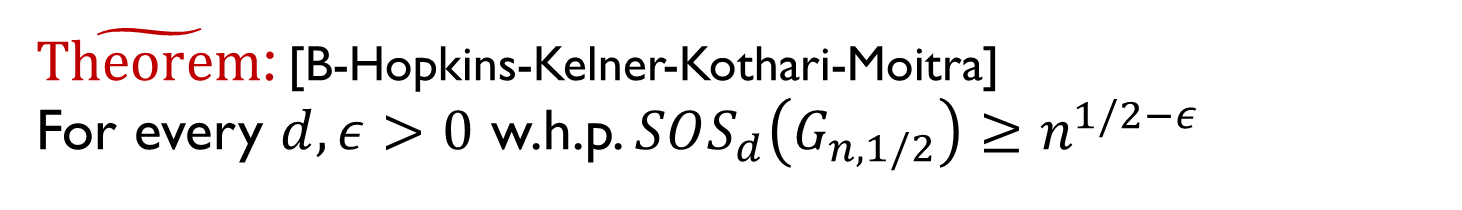 Theorem: [B-Hopkins-Kelner-Kothari-Moitra]
For every d, ϵ > 0 w.h.p. SOS_d(G_{n,1/2}) ≥ n^{1/2−ϵ}